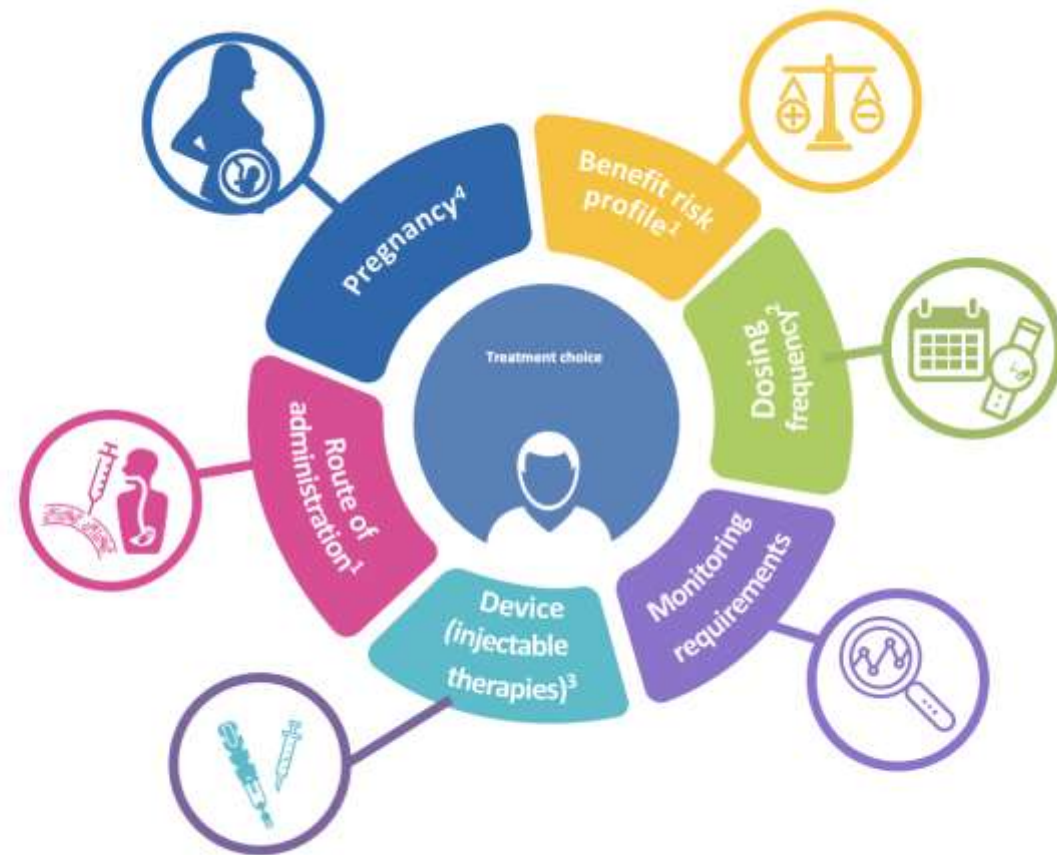 Treatment choice
Benefit risk
profile¹
Dosing
frequency²
Monitoring
requirements
Device
(injectable
therapies)³
Route of
administration¹
Pregnancy⁴